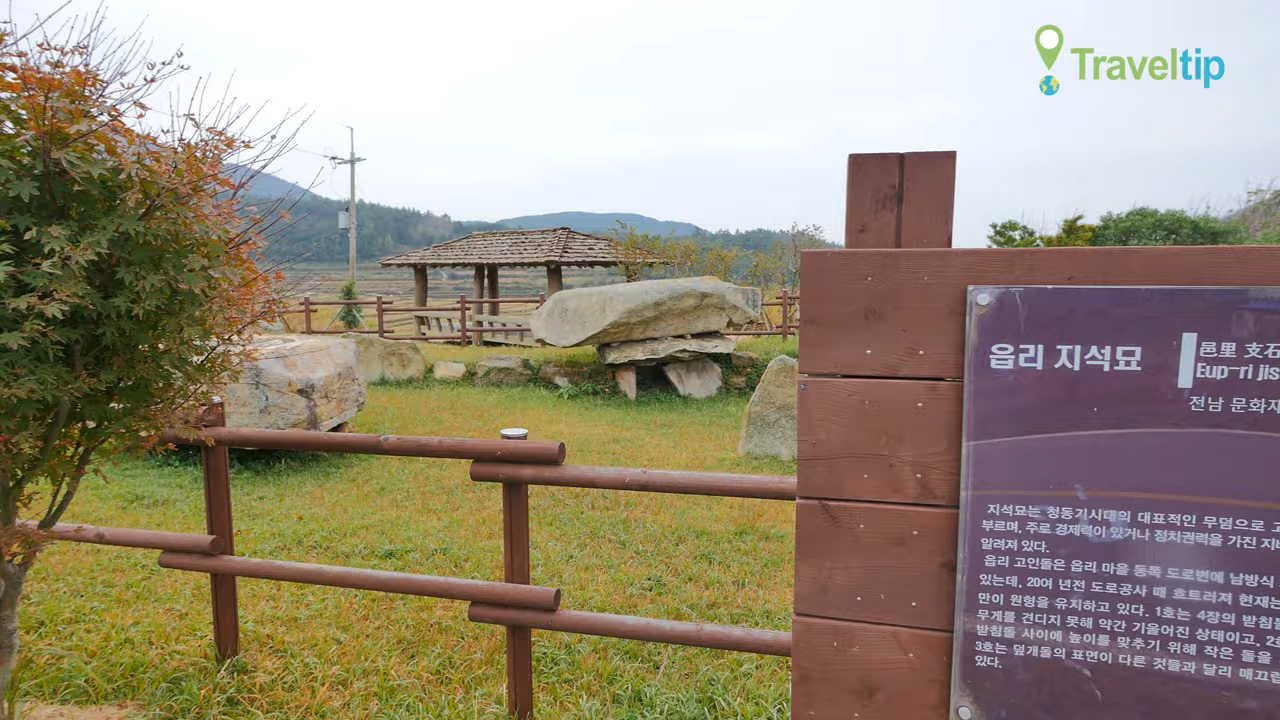 Traveltip
읍리 지석묘
邑里 支石
Eup-ri jis
전남 문화재
지석묘는 청동기시대의 대표적인 무덤으로 고
부르며, 주로 경제력이 있거나 정치권력을 가진 지배
알려져 있다.
읍리 고인돌은 읍리 마을 동쪽 도로변에 남방식
있는데, 20여 년전 도로공사 때 흐트러져 현재는
만이 원형을 유지하고 있다. 1호는 4장의 받침돌
무게를 견디지 못해 약간 기울어진 상태이고, 2호
받침돌 사이에 높이를 맞추기 위해 작은 돌을
3호는 덮개돌의 표면이 다른 것들과 달리 매끄럽
있다.